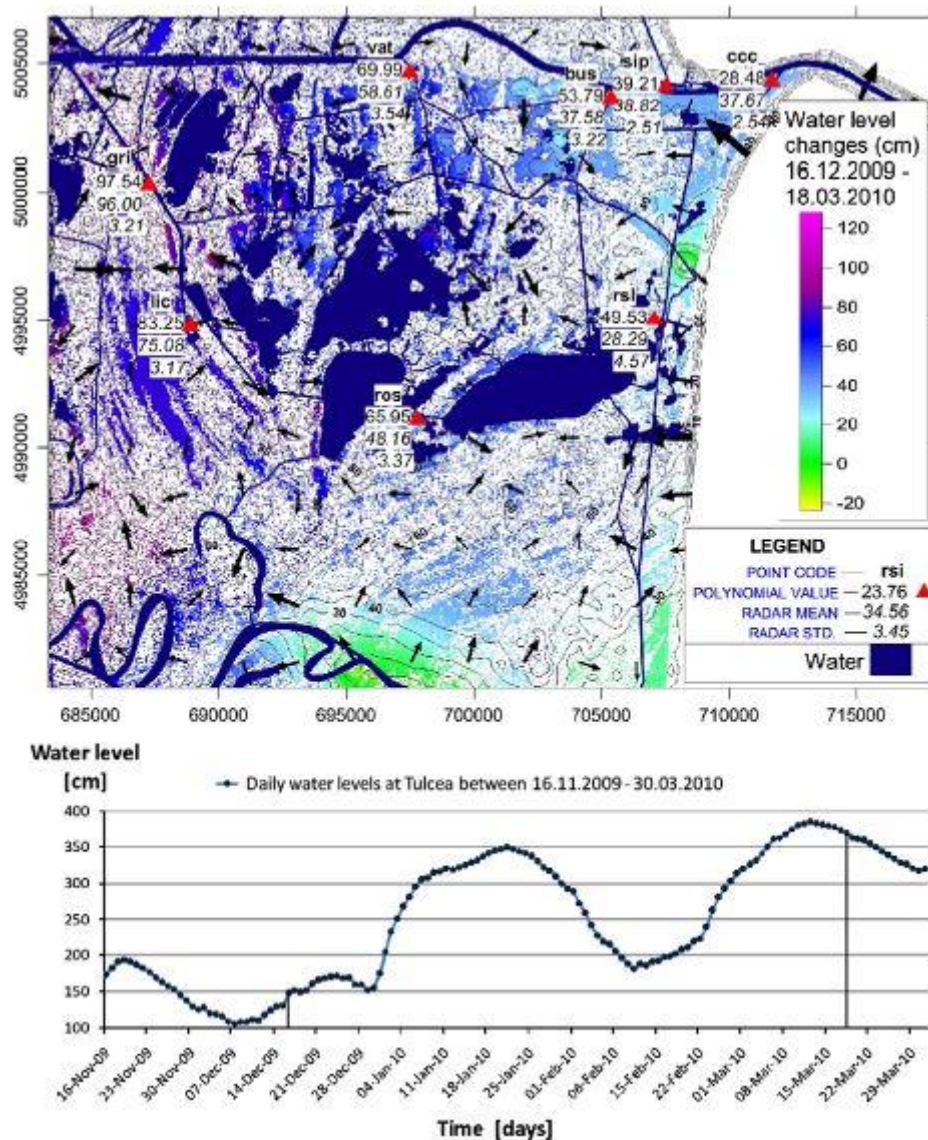 vat
69.99
58.61
3.54
bus
53.79
37.58
3.22
sip
39.21
38.82
2.51
ccc
28.48
37.67
2.54
gri
97.54
96.00
3.21
lic
83.25
75.08
3.17
rsi
49.53
28.29
4.57
ros
65.95
48.16
3.37
20
40
Water level
changes (cm)
16.12.2009 -
18.03.2010
120
100
80
60
40
20
0
-20
LEGEND
POINT CODE rsi
POLYNOMIAL VALUE 23.76
RADAR MEAN 34.56
RADAR STD. 3.45
Water
5005000
5000000
4995000
4990000
4985000
685000 690000 695000 700000 705000 710000 715000
Water level
[cm]
Daily water levels at Tulcea between 16.11.2009 - 30.03.2010
400
350
300
250
200
150
100
16-Nov-09 23-Nov-09 30-Nov-09 07-Dec-09 14-Dec-09 21-Dec-09 28-Dec-09 04-Jan-10 11-Jan-10 18-Jan-10 25-Jan-10 01-Feb-10 08-Feb-10 15-Feb-10 22-Feb-10 01-Mar-10 08-Mar-10 15-Mar-10 22-Mar-10 29-Mar-10
Time [days]